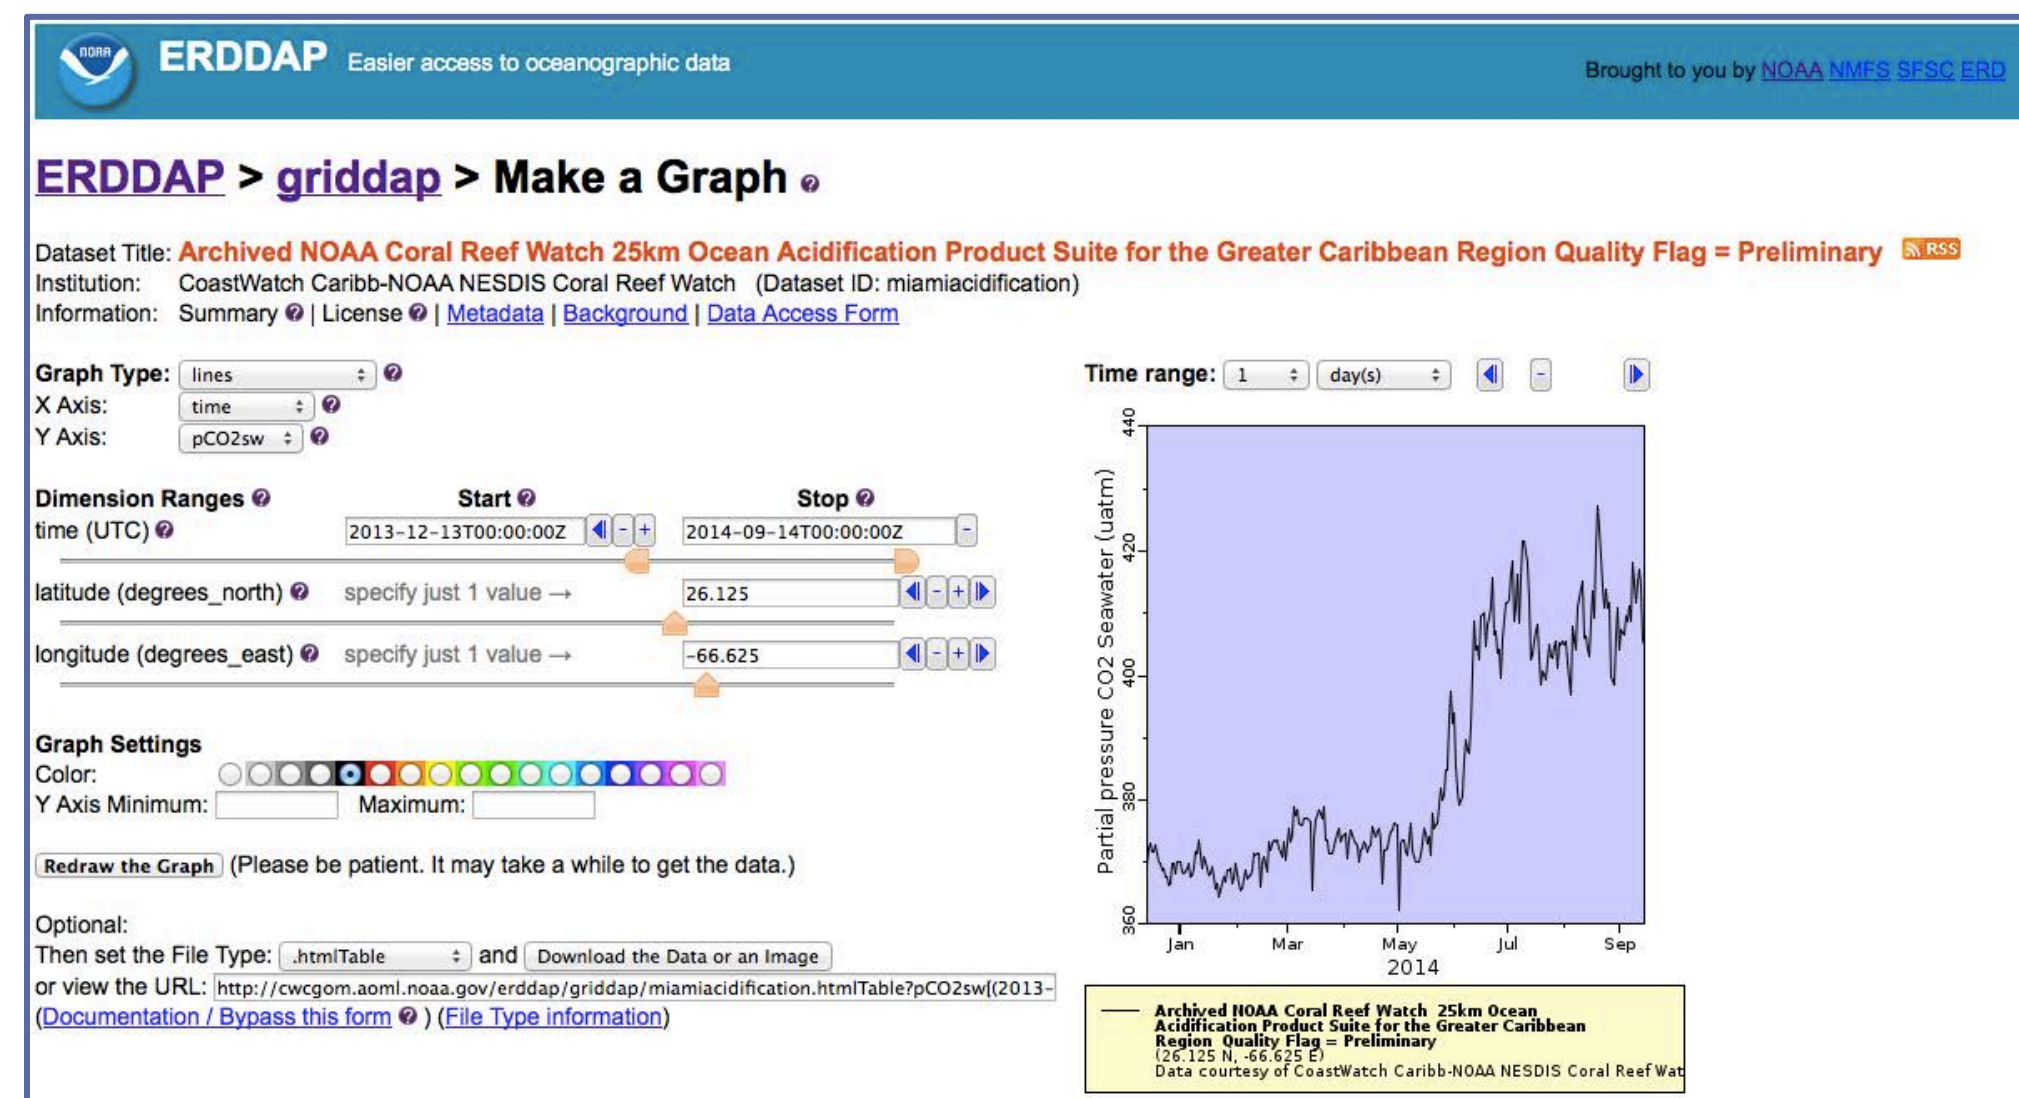 NOAA
ERDDAP Easier access to oceanographic data
Brought to you by NOAA NMFS SFSC ERD
ERDDAP > griddap > Make a Graph ?
Dataset Title: Archived NOAA Coral Reef Watch 25km Ocean Acidification Product Suite for the Greater Caribbean Region Quality Flag = Preliminary RSS
Institution: CoastWatch Caribb-NOAA NESDIS Coral Reef Watch (Dataset ID: miamiacidification)
Information: Summary ? | License ? | Metadata | Background | Data Access Form
Graph Type: lines ?
X Axis: time ?
Y Axis: pCO2sw ?
Dimension Ranges ? Start ? Stop ?
time (UTC) ? 2013-12-13T00:00:00Z - + 2014-09-14T00:00:00Z -
latitude (degrees_north) ? specify just 1 value → 26.125 - +
longitude (degrees_east) ? specify just 1 value → -66.625 - +
Graph Settings
Color:
Y Axis Minimum: Maximum:
Redraw the Graph (Please be patient. It may take a while to get the data.)
Optional:
Then set the File Type: .htmlTable and Download the Data or an Image
or view the URL: http://cwcgom.aoml.noaa.gov/erddap/griddap/miamiacidification.htmlTable?pCO2sw[(2013-
(Documentation / Bypass this form ? ) (File Type information)
Time range: 1 day(s) -
Partial pressure CO2 Seawater (uatm)
440
420
400
380
360
Jan Mar May Jul Sep
2014
Archived NOAA Coral Reef Watch 25km Ocean
Acidification Product Suite for the Greater Caribbean
Region Quality Flag = Preliminary
(26.125 N, -66.625 E)
Data courtesy of CoastWatch Caribb-NOAA NESDIS Coral Reef Wat